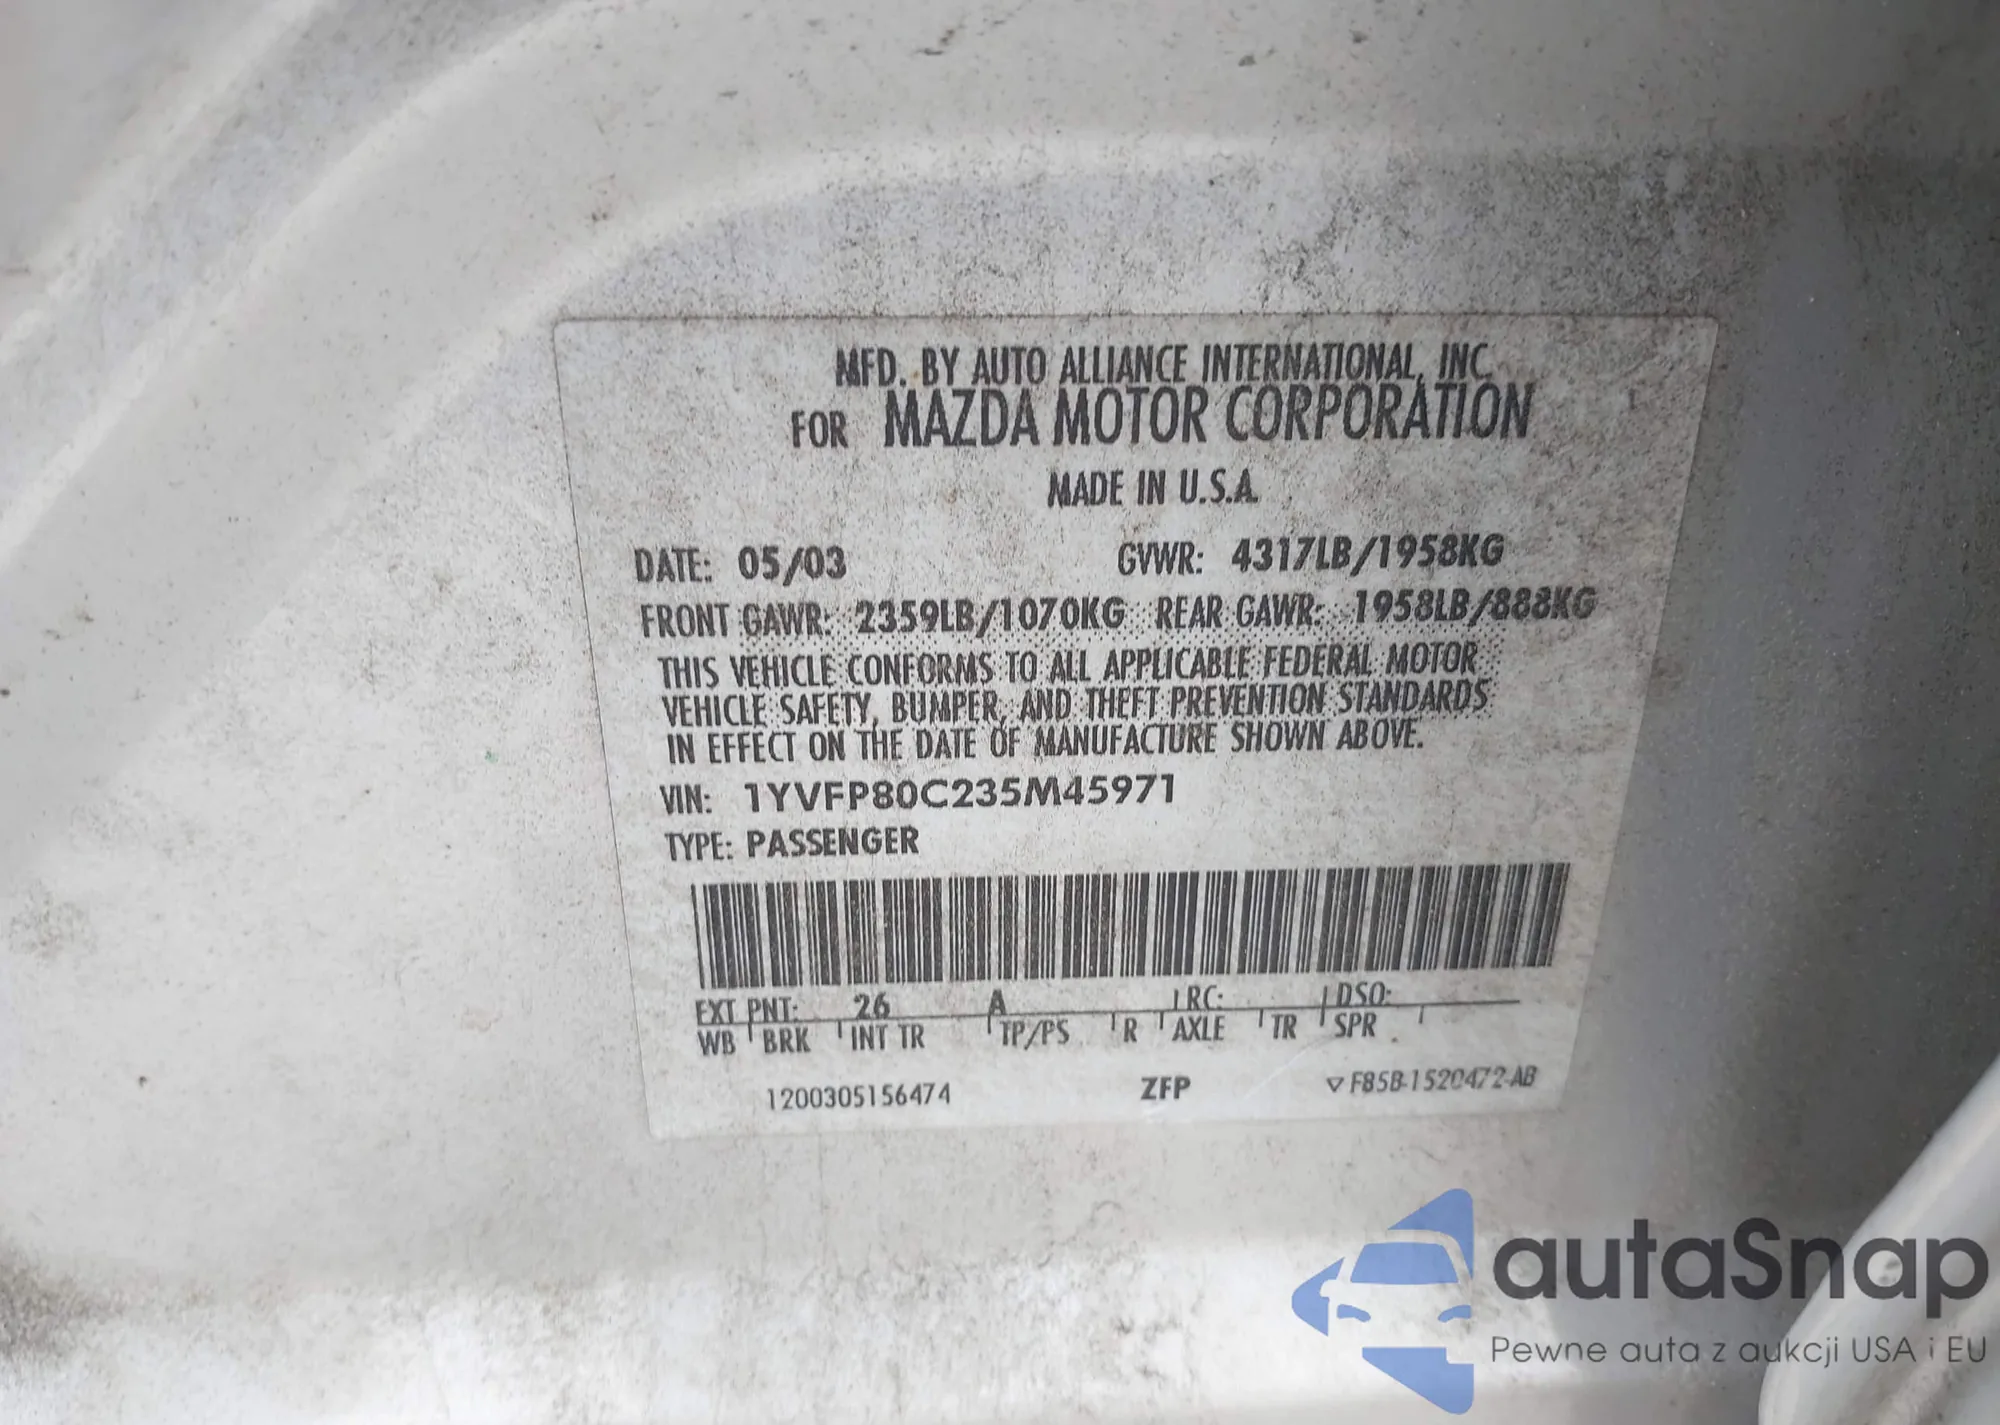 MFD. BY AUTO ALLIANCE INTERNATIONAL, INC.
FOR MAZDA MOTOR CORPORATION
MADE IN U.S.A.
DATE: 05/03 GVWR: 4317LB/1958KG
FRONT GAWR: 2359LB/1070KG REAR GAWR: 1958LB/888KG
THIS VEHICLE CONFORMS TO ALL APPLICABLE FEDERAL MOTOR
VEHICLE SAFETY, BUMPER, AND THEFT PREVENTION STANDARDS
IN EFFECT ON THE DATE OF MANUFACTURE SHOWN ABOVE.
VIN: 1YVFP80C235M45971
TYPE: PASSENGER
EXT PNT: 26 A RC: DSO:
WB BRK INT TR TP/PS R AXLE TR SPR
1200305156474 ZFP ▽ F85B-1520472-AB
autaSnap
Pewne auta z aukcji USA i EU